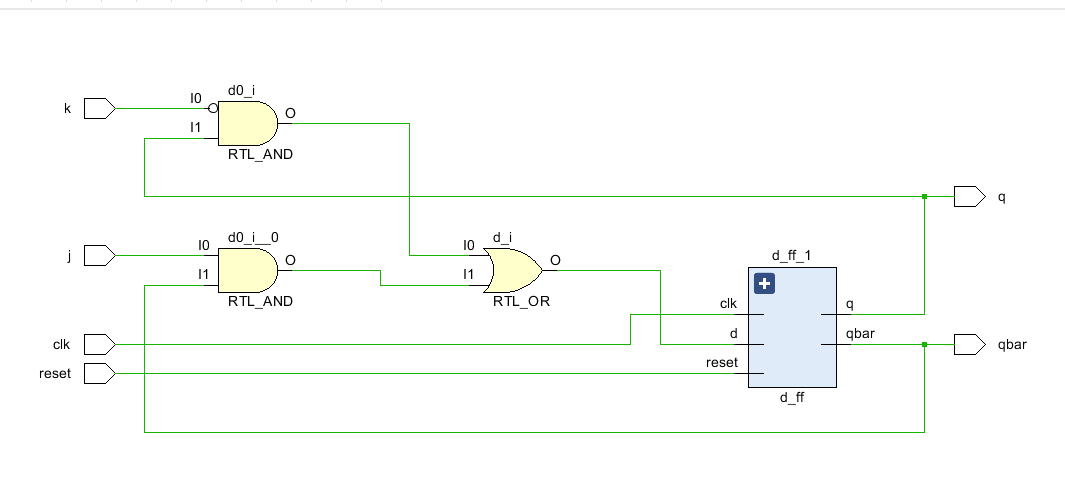 d0_i
k
I0
O
I1
RTL_AND
q
d0_i__0
d_i
j
I0
O
I0
O
I1
I1
RTL_AND
RTL_OR
d_ff_1
clk
q
d
qbar
clk
qbar
reset
reset
d_ff